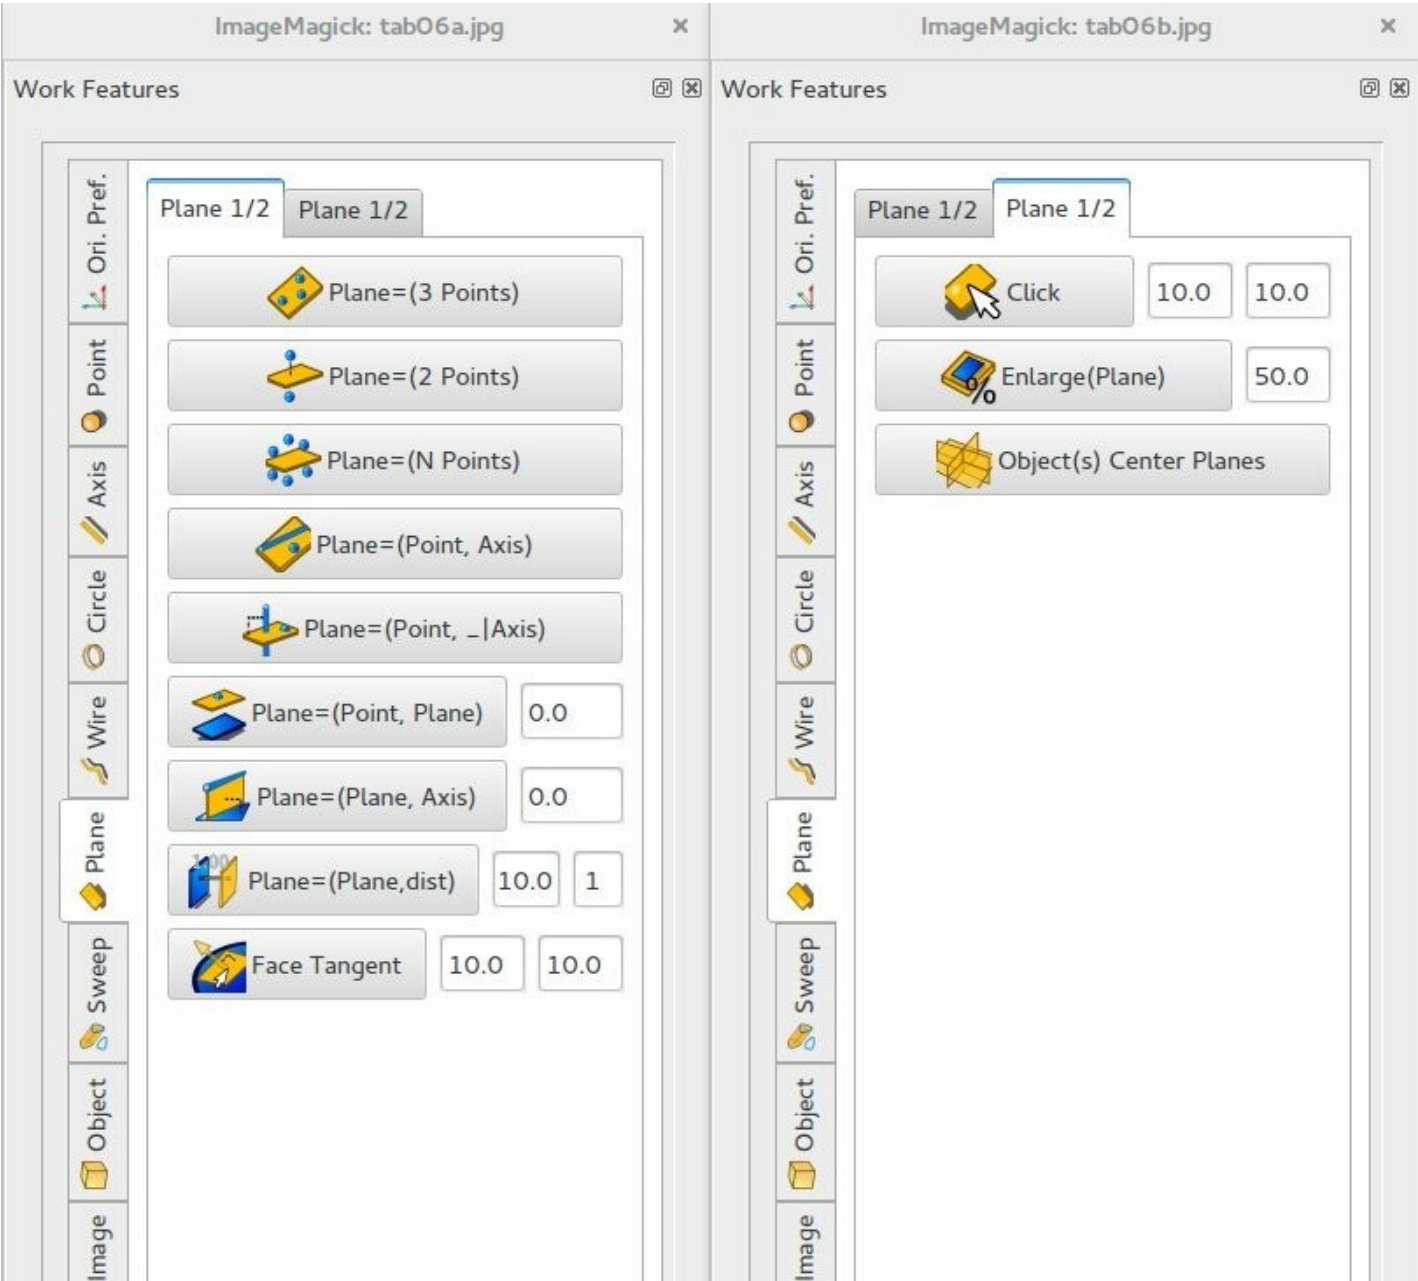 ImageMagick: tab06a.jpg
Work Features
Ori. Pref.
Point
Axis
Circle
Wire
Plane
Sweep
Object
Image
Plane 1/2 Plane 1/2
Plane=(3 Points)
Plane=(2 Points)
Plane=(N Points)
Plane=(Point, Axis)
Plane=(Point, _|Axis)
Plane=(Point, Plane) 0.0
Plane=(Plane, Axis) 0.0
1.00
Plane=(Plane,dist) 10.0 1
Face Tangent 10.0 10.0
ImageMagick: tab06b.jpg
Work Features
Ori. Pref.
Point
Axis
Circle
Wire
Plane
Sweep
Object
Image
Plane 1/2 Plane 1/2
Click 10.0 10.0
% Enlarge(Plane) 50.0
Object(s) Center Planes